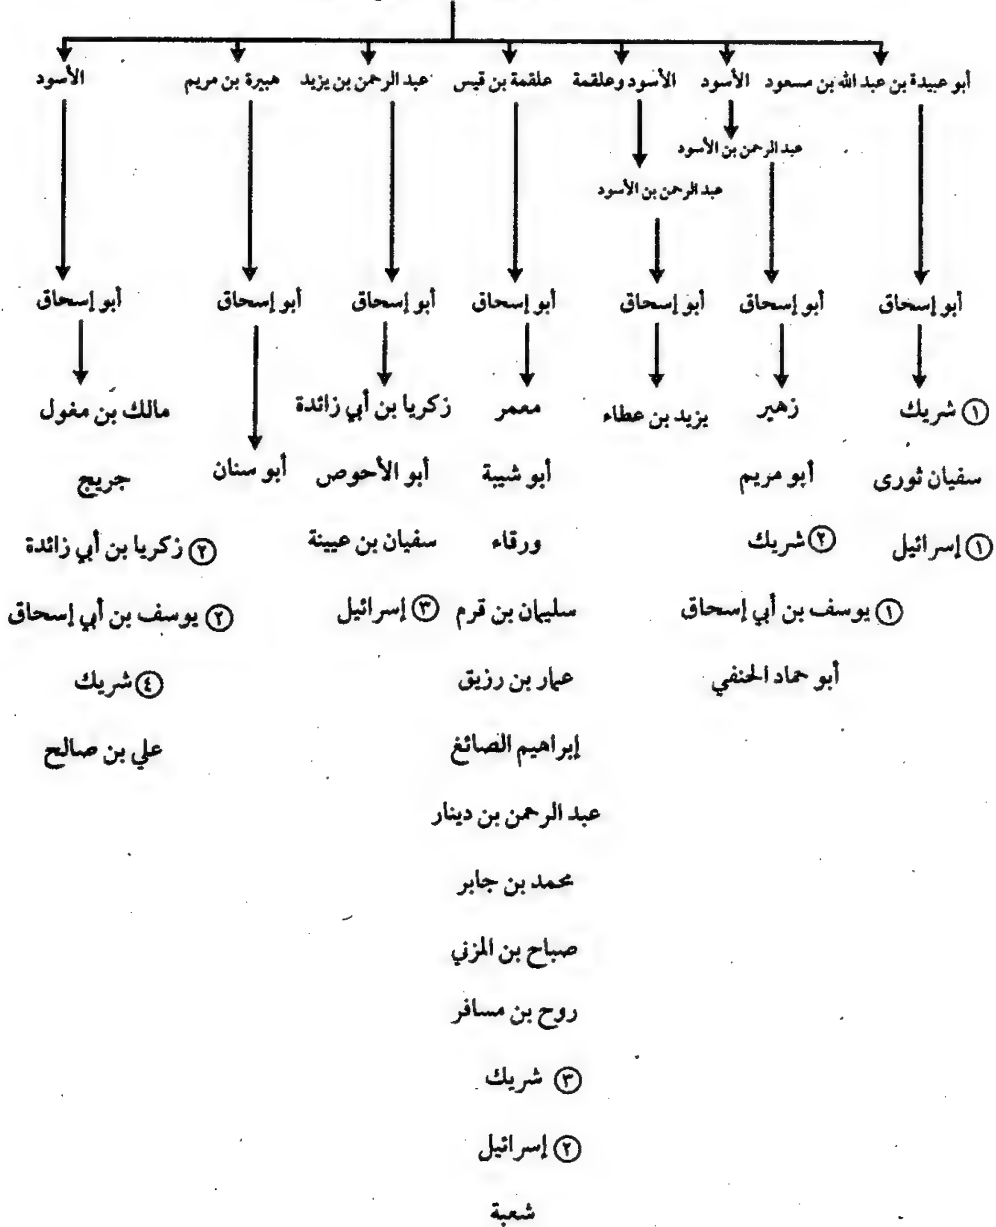 أبو عبيدة بن عبد الله بن مسعود الأسود الأسود وعلقمة علقمة بن قيس عبد الرحمن بن يزيد هبيرة بن مريم الأسود
عبد الرحمن بن الأسود
عبد الرحمن بن الأسود
أبو إسحاق أبو إسحاق أبو إسحاق أبو إسحاق أبو إسحاق أبو إسحاق أبو إسحاق
① شريك زهير يزيد بن عطاء معمر زكريا بن أبي زائدة مالك بن مغول
سفيان ثورى أبو مريم أبو شيبة أبو الأحوص أبو سنان جريج
① إسرائيل ② شريك ورقاء سفيان بن عيينة ② زكريا بن أبي زائدة
① يوسف بن أبي إسحاق سليمان بن قرم ③ إسرائيل ② يوسف بن أبي إسحاق
أبو حماد الحنفي عمار بن رزيق ④ شريك
إبراهيم الصائغ علي بن صالح
عبد الرحمن بن دينار
محمد بن جابر
صباح بن المزني
روح بن مسافر
③ شريك
② إسرائيل
شعبة